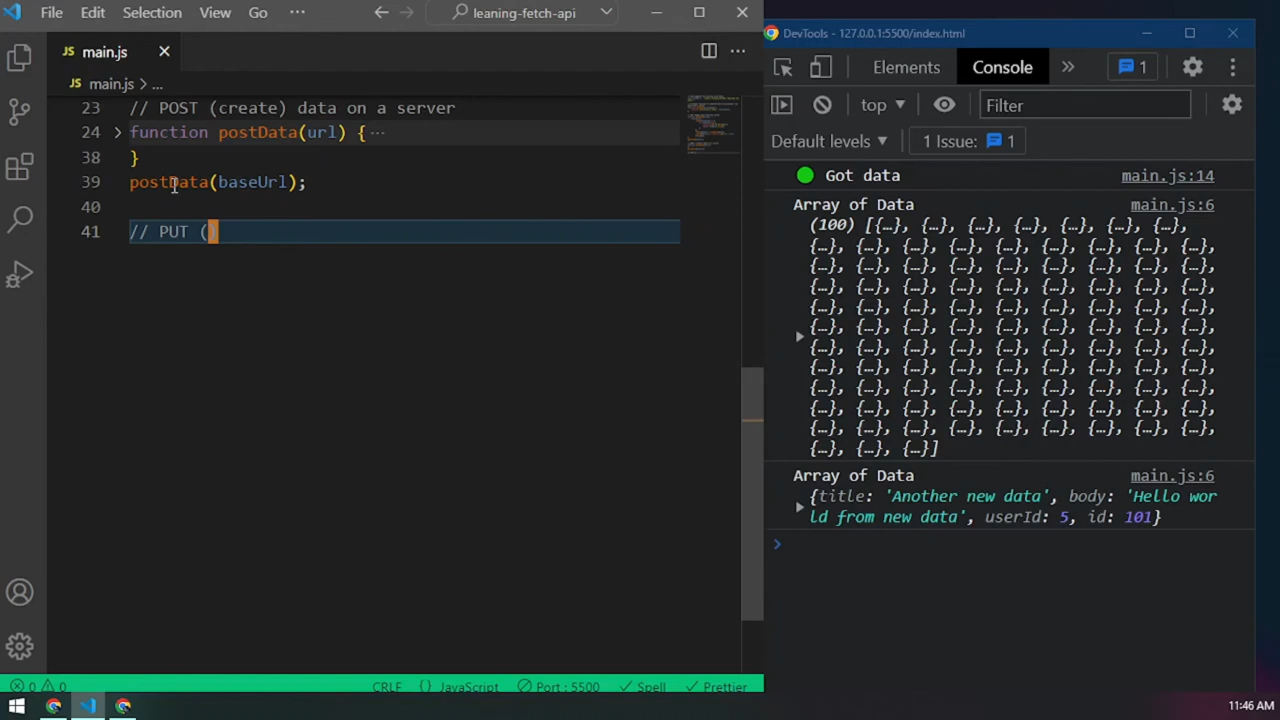 File Edit Selection View Go ··· leaning-fetch-api
main.js
JS main.js > ...
23 // POST (create) data on a server
24 function postData(url) { ···
38 }
39 postData(baseUrl);
40
41 // PUT ()
0 0 CRLF {} JavaScript Port : 5500 Spell Prettier
DevTools - 127.0.0.1:5500/index.html
Elements Console » 1
top Filter
Default levels 1 Issue: 1
Got data main.js:14
Array of Data main.js:6
(100) [{…}, {…}, {…}, {…}, {…}, {…}, {…},
{…}, {…}, {…}, {…}, {…}, {…}, {…}, {…}, {…},
{…}, {…}, {…}, {…}, {…}, {…}, {…}, {…}, {…},
{…}, {…}, {…}, {…}, {…}, {…}, {…}, {…}, {…},
{…}, {…}, {…}, {…}, {…}, {…}, {…}, {…}, {…},
{…}, {…}, {…}, {…}, {…}, {…}, {…}, {…}, {…},
{…}, {…}, {…}, {…}, {…}, {…}, {…}, {…}, {…},
{…}, {…}, {…}, {…}, {…}, {…}, {…}, {…}, {…},
{…}, {…}, {…}, {…}, {…}, {…}, {…}, {…}, {…},
{…}, {…}, {…}, {…}, {…}, {…}, {…}, {…}, {…},
{…}, {…}, {…}, {…}, {…}, {…}, {…}, {…}, {…},
{…}, {…}, {…}]
Array of Data main.js:6
{title: 'Another new data', body: 'Hello wor
ld from new data', userId: 5, id: 101}
11:46 AM